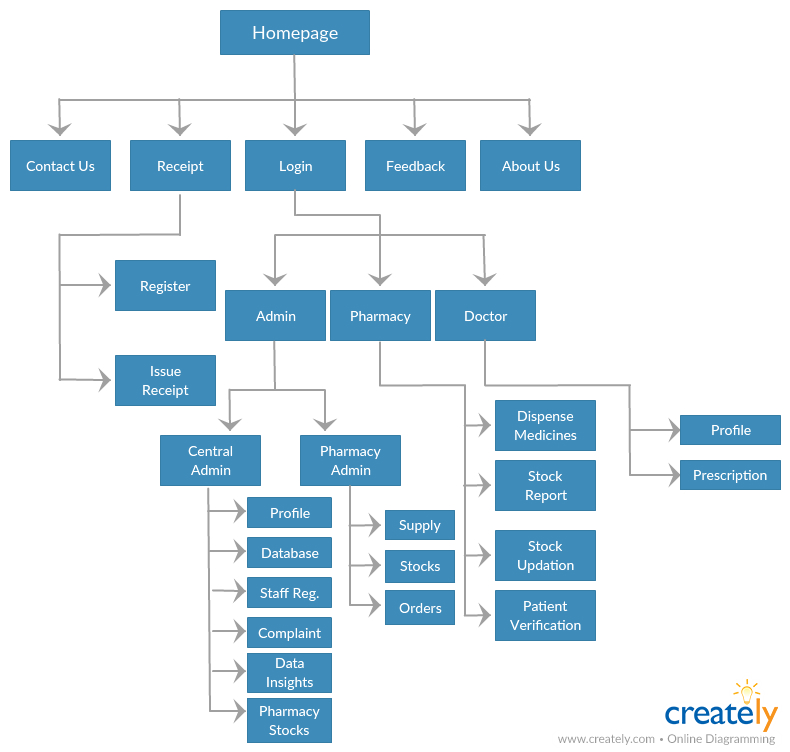 Homepage
Contact Us
Receipt
Login
Feedback
About Us
Register
Issue
Receipt
Admin
Pharmacy
Doctor
Central
Admin
Pharmacy
Admin
Dispense
Medicines
Stock
Report
Stock
Updation
Patient
Verification
Profile
Prescription
Profile
Database
Staff Reg.
Complaint
Data
Insights
Pharmacy
Stocks
Supply
Stocks
Orders
creately
www.creately.com • Online Diagramming